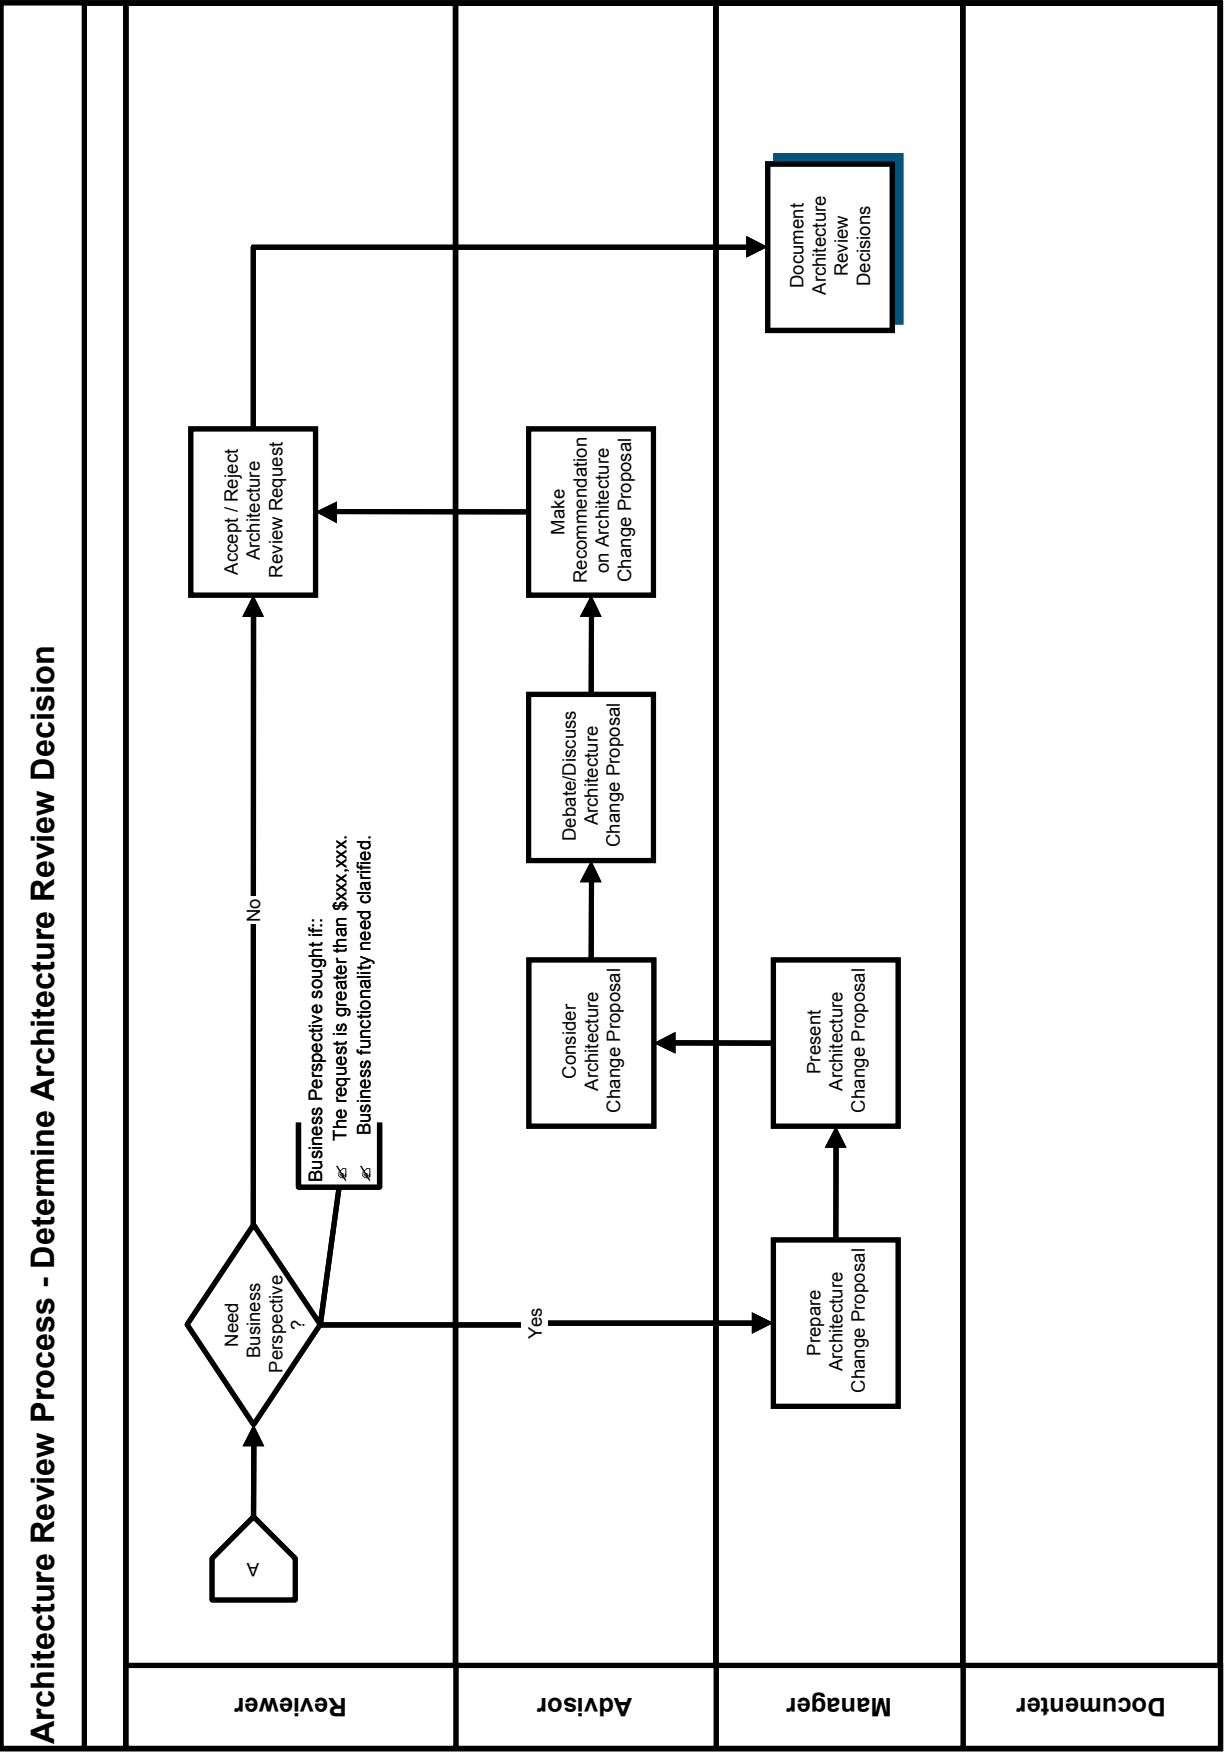 Architecture Review Process - Determine Architecture Review Decision
Reviewer
A
Need
Business
Perspective
?
No
Business Perspective sought if::
The request is greater than $xxx,xxx.
Business functionality need clarified.
Accept / Reject
Architecture
Review Request
Advisor
Yes
Consider
Architecture
Change Proposal
Debate/Discuss
Architecture
Change Proposal
Make
Recommendation
on Architecture
Change Proposal
Manager
Prepare
Architecture
Change Proposal
Present
Architecture
Change Proposal
Document
Architecture
Review
Decisions
Documenter